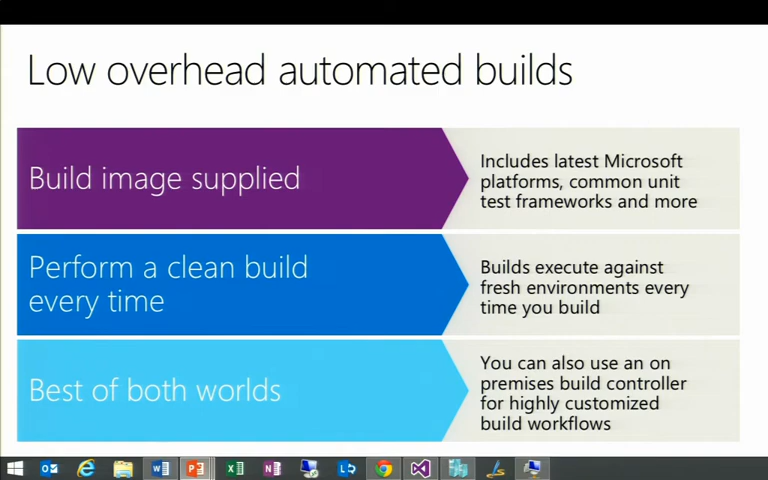 Low overhead automated builds
Build image supplied
Includes latest Microsoft
platforms, common unit
test frameworks and more
Perform a clean build
every time
Builds execute against
fresh environments every
time you build
Best of both worlds
You can also use an on
premises build controller
for highly customized
build workflows